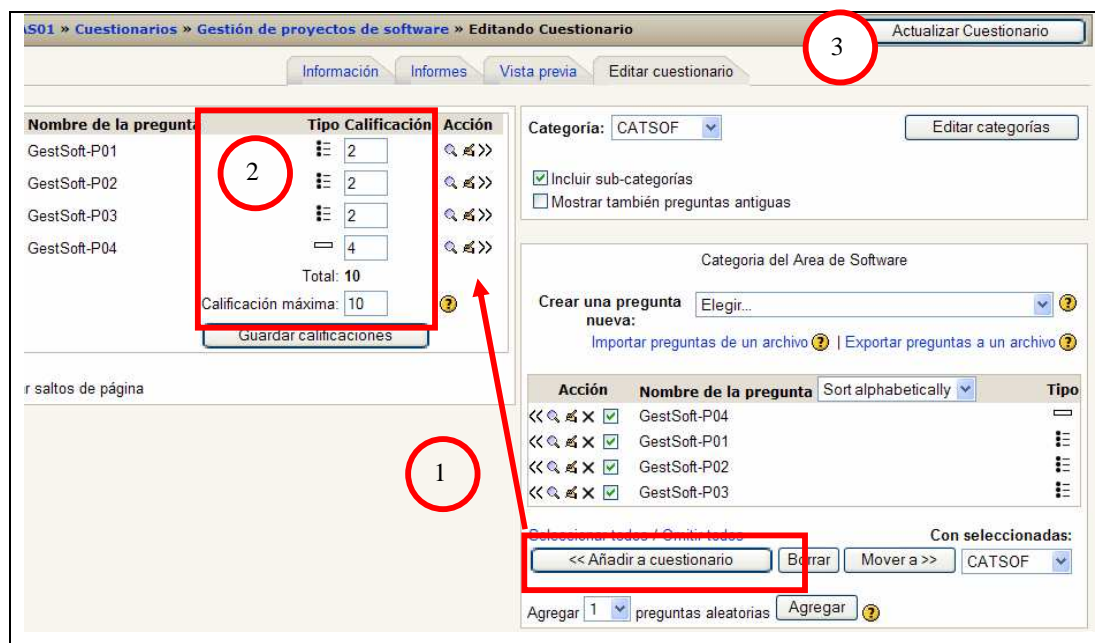 AS01 » Cuestionarios » Gestión de proyectos de software » Editando Cuestionario
3
Actualizar Cuestionario
Información Informes Vista previa Editar cuestionario
Nombre de la pregunta Tipo Calificación Acción
GestSoft-P01 2 >>
GestSoft-P02 2 >>
GestSoft-P03 2 >>
GestSoft-P04 4 >>
Total: 10
Calificación máxima: 10 ?
Guardar calificaciones
2
r saltos de página
1
Categoría: CATSOF Editar categorías
Incluir sub-categorías
Mostrar también preguntas antiguas
Categoria del Area de Software
Crear una pregunta nueva: Elegir... ?
Importar preguntas de un archivo ? | Exportar preguntas a un archivo ?
Acción Nombre de la pregunta Sort alphabetically Tipo
<< GestSoft-P04
<< GestSoft-P01
<< GestSoft-P02
<< GestSoft-P03
Seleccionar todos / Omitir todos Con seleccionadas:
<< Añadir a cuestionario Borrar Mover a >> CATSOF
Agregar 1 preguntas aleatorias Agregar ?